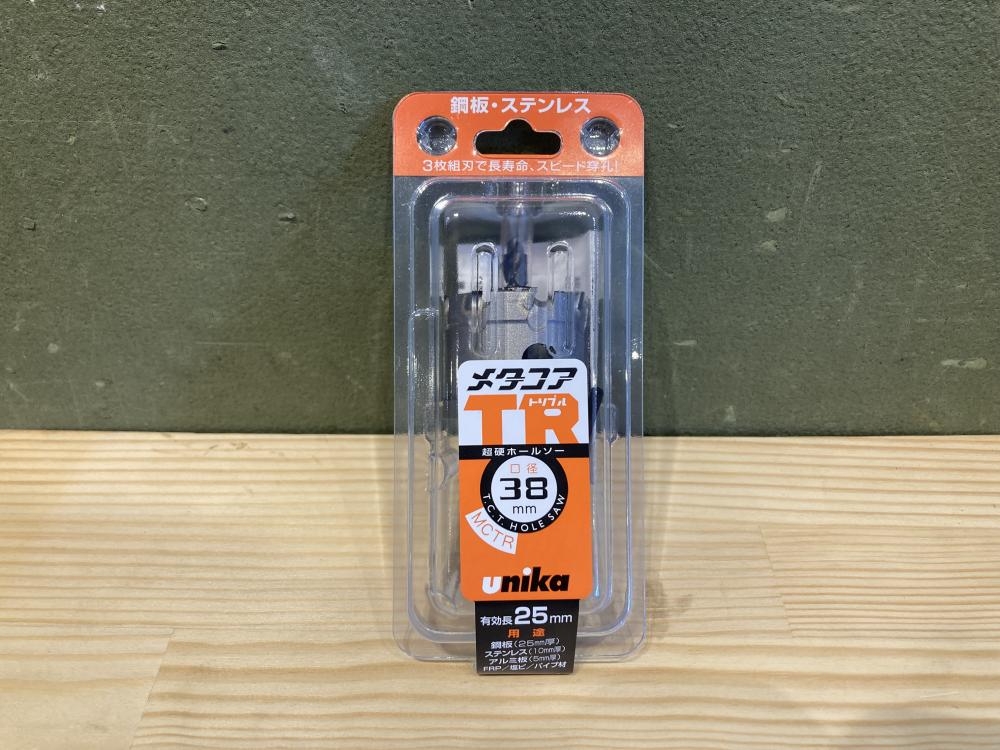 鋼板・ステンレス
3枚組刃で長寿命、スピード穿孔!
メタコア
トリプル
TR
超硬ホールソー
口径
38
mm
T.C.T. HOLE SAW
MCTR
unika
有効長25mm
用途
鋼板(25mm厚)
ステンレス(10mm厚)
アルミ板(5mm厚)
FRP/塩ビ/パイプ材